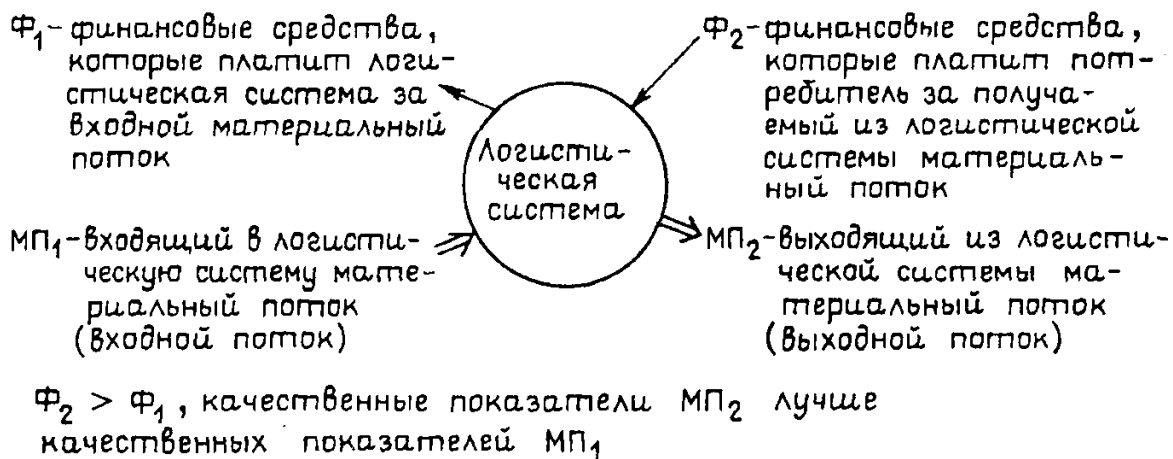 Ф₁-финансовые средства,
которые платит логи-
стическая система за
входной материальный
поток
Логисти-
ческая
система
Ф₂-финансовые средства,
которые платит пот-
ребитель за получа-
емый из логистической
системы материаль-
ный поток
МП₁-входящий в логисти-
ческую систему мате-
риальный поток
(входной поток)
МП₂-выходящий из логисти-
ческой системы ма-
териальный поток
(выходной поток)
Ф₂ > Ф₁, качественные показатели МП₂ лучше
качественных показателей МП₁